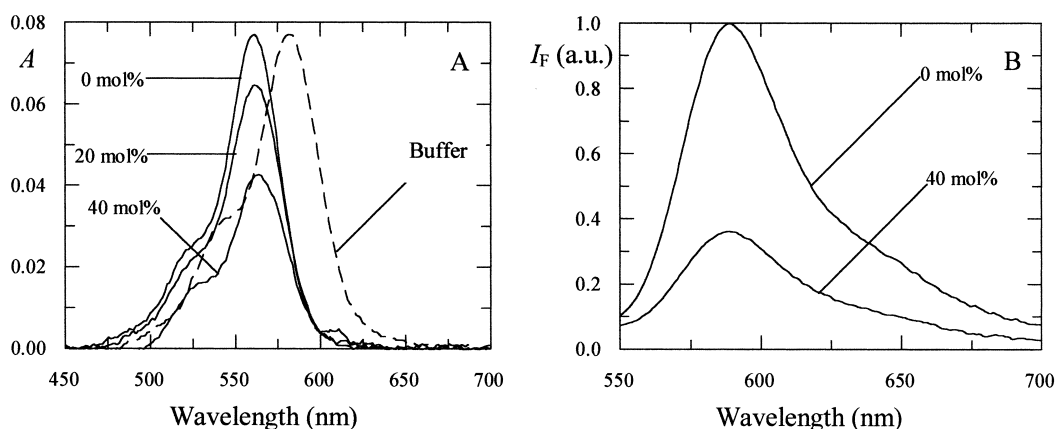 0.08
A
A
0 mol%
0.06
20 mol%
Buffer
0.04
40 mol%
0.02
0.00
450 500 550 600 650 700
Wavelength (nm)
1.0
I_F (a.u.)
B
0 mol%
0.8
0.6
40 mol%
0.4
0.2
0.0
550 600 650 700
Wavelength (nm)